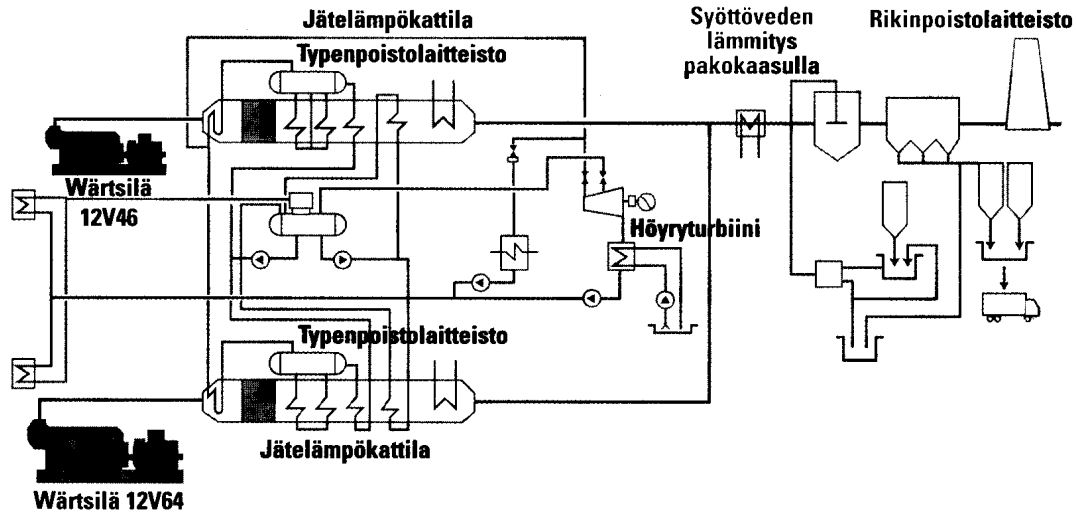 Jätelämpökattila
Typenpoistolaitteisto
Syöttöveden
lämmitys
pakokaasulla
Rikinpoistolaitteisto
Wärtsilä
12V46
Höyryturbiini
Typenpoistolaitteisto
Jätelämpökattila
Wärtsilä 12V64